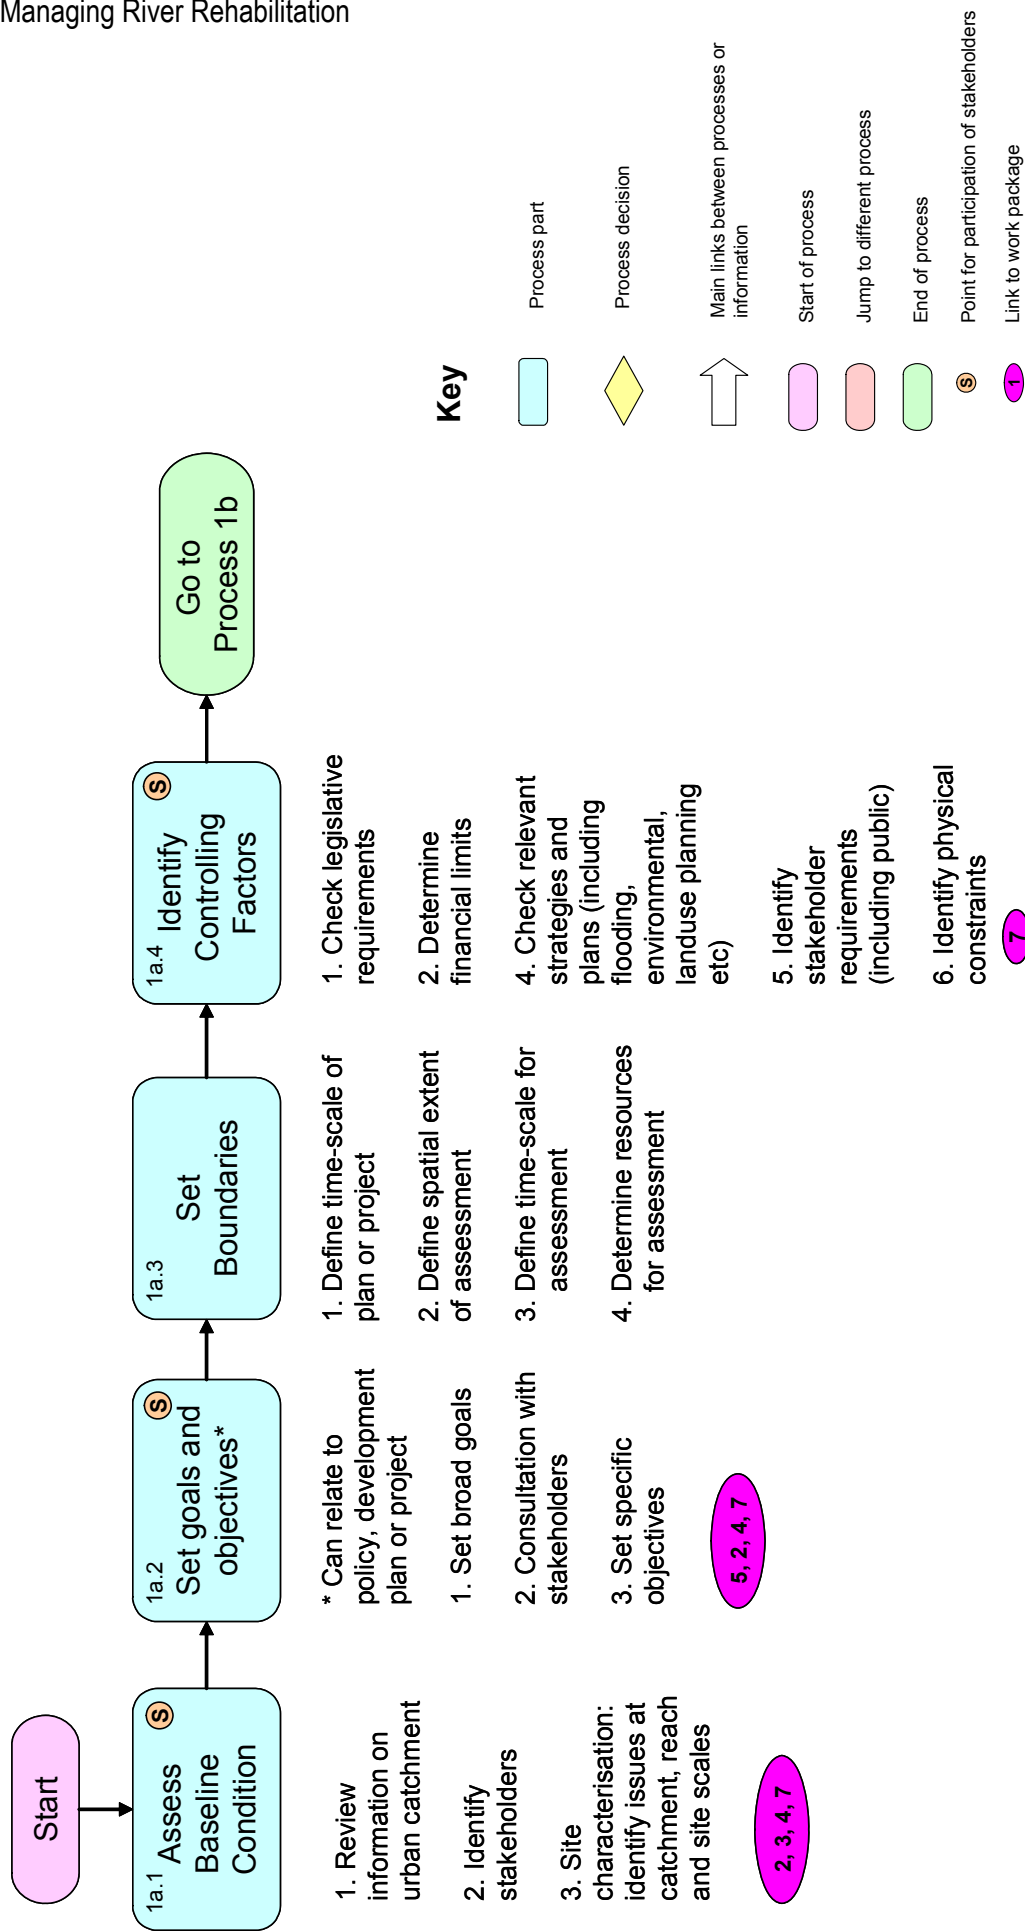 Managing River Rehabilitation
Start
1a.1
S
Assess
Baseline
Condition
1. Review
information on
urban catchment
2. Identify
stakeholders
3. Site
characterisation:
identify issues at
catchment, reach
and site scales
2, 3, 4, 7
1a.2
S
Set goals and
objectives*
* Can relate to
policy, development
plan or project
1. Set broad goals
2. Consultation with
stakeholders
3. Set specific
objectives
5, 2, 4, 7
1a.3
Set
Boundaries
1. Define time-scale of
plan or project
2. Define spatial extent
of assessment
3. Define time-scale for
assessment
4. Determine resources
for assessment
1a.4
S
Identify
Controlling
Factors
1. Check legislative
requirements
2. Determine
financial limits
4. Check relevant
strategies and
plans (including
flooding,
environmental,
landuse planning
etc)
5. Identify
stakeholder
requirements
(including public)
6. Identify physical
constraints
7
Go to
Process 1b
Key
Process part
Process decision
Main links between processes or
information
Start of process
Jump to different process
End of process
S
Point for participation of stakeholders
1
Link to work package